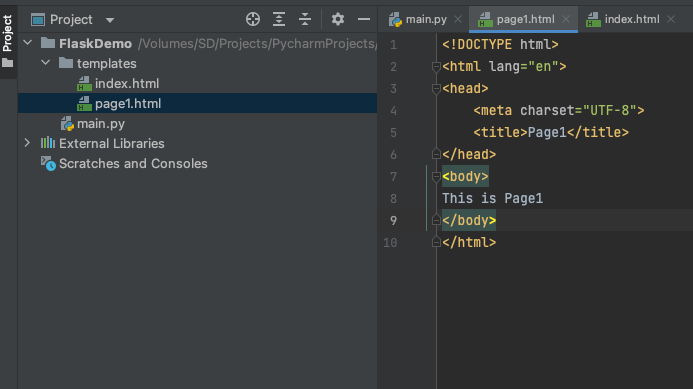 Project
Project
FlaskDemo /Volumes/SD/Projects/PycharmProjects/
templates
index.html
page1.html
main.py
External Libraries
Scratches and Consoles
main.py
page1.html
index.html
1 <!DOCTYPE html>
2 <html lang="en">
3 <head>
4 <meta charset="UTF-8">
5 <title>Page1</title>
6 </head>
7 <body>
8 This is Page1
9 </body>
10 </html>